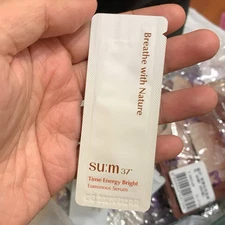 Breathe with Nature
su:m37°
Time Energy Bright
Luminous Serum